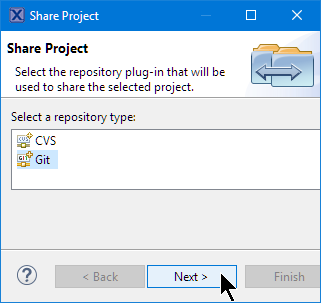 Share Project
Share Project
Select the repository plug-in that will be
used to share the selected project.
Select a repository type:
CVS
Git
? < Back Next > Finish